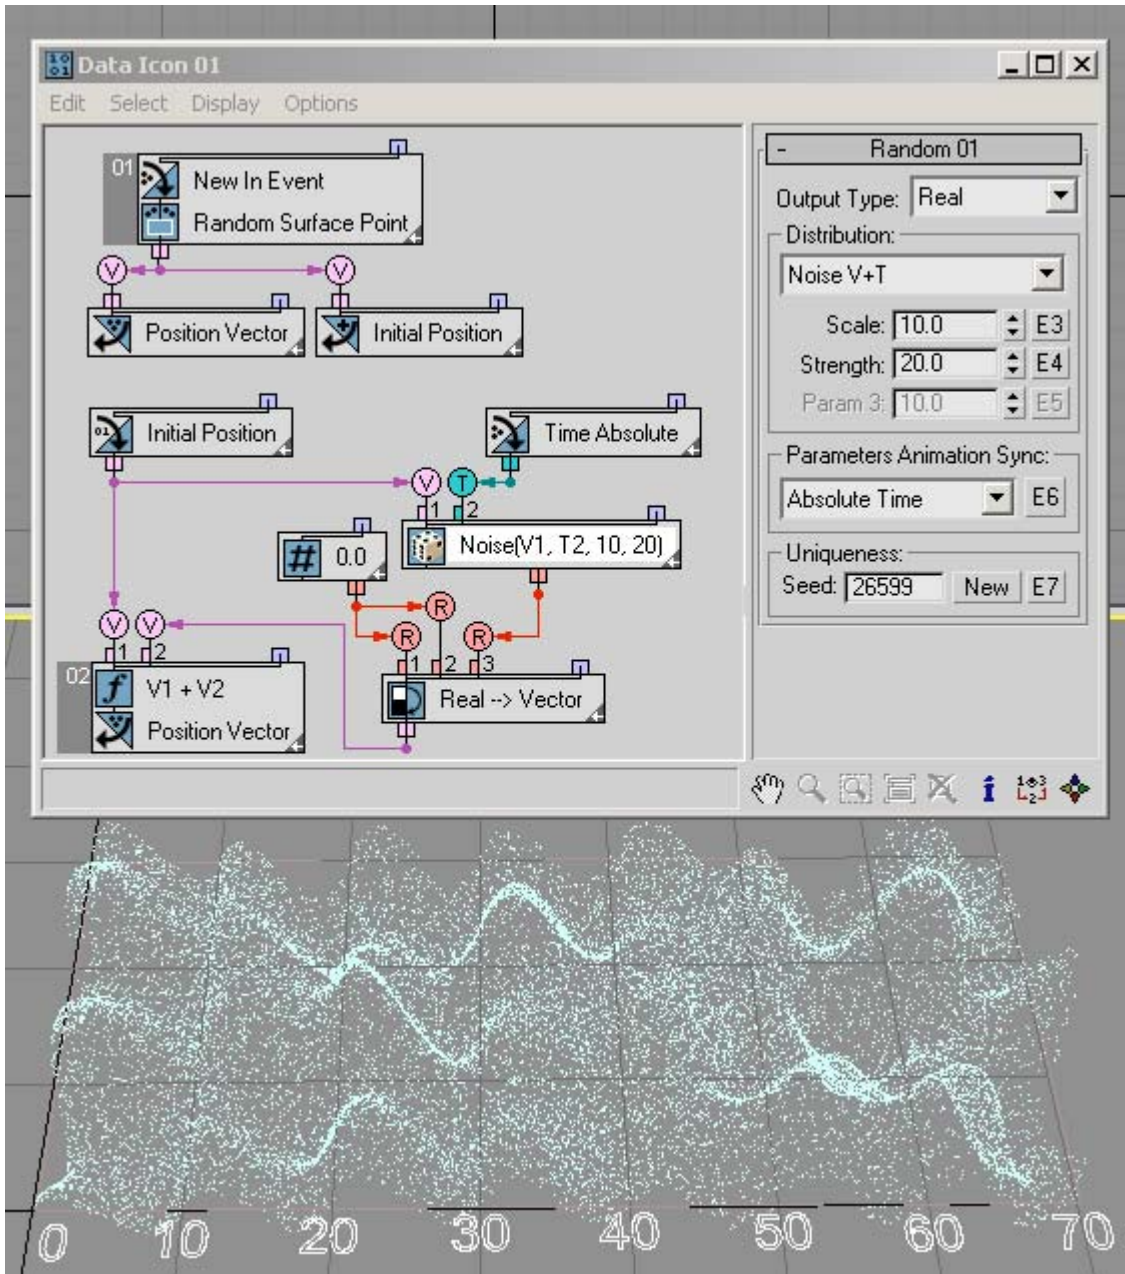 Data Icon 01
Edit Select Display Options
01
New In Event
Random Surface Point
V V
Position Vector
Initial Position
Initial Position
Time Absolute
V T
1 2
Noise(V1, T2, 10, 20)
# 0.0
R
R R
V V
1 2
1 2 3
02
f V1 + V2
Position Vector
Real --> Vector
- Random 01
Output Type: Real
Distribution:
Noise V+T
Scale: 10.0 E3
Strength: 20.0 E4
Param 3: 10.0 E5
Parameters Animation Sync:
Absolute Time E6
Uniqueness:
Seed: 26599 New E7
0 10 20 30 40 50 60 70